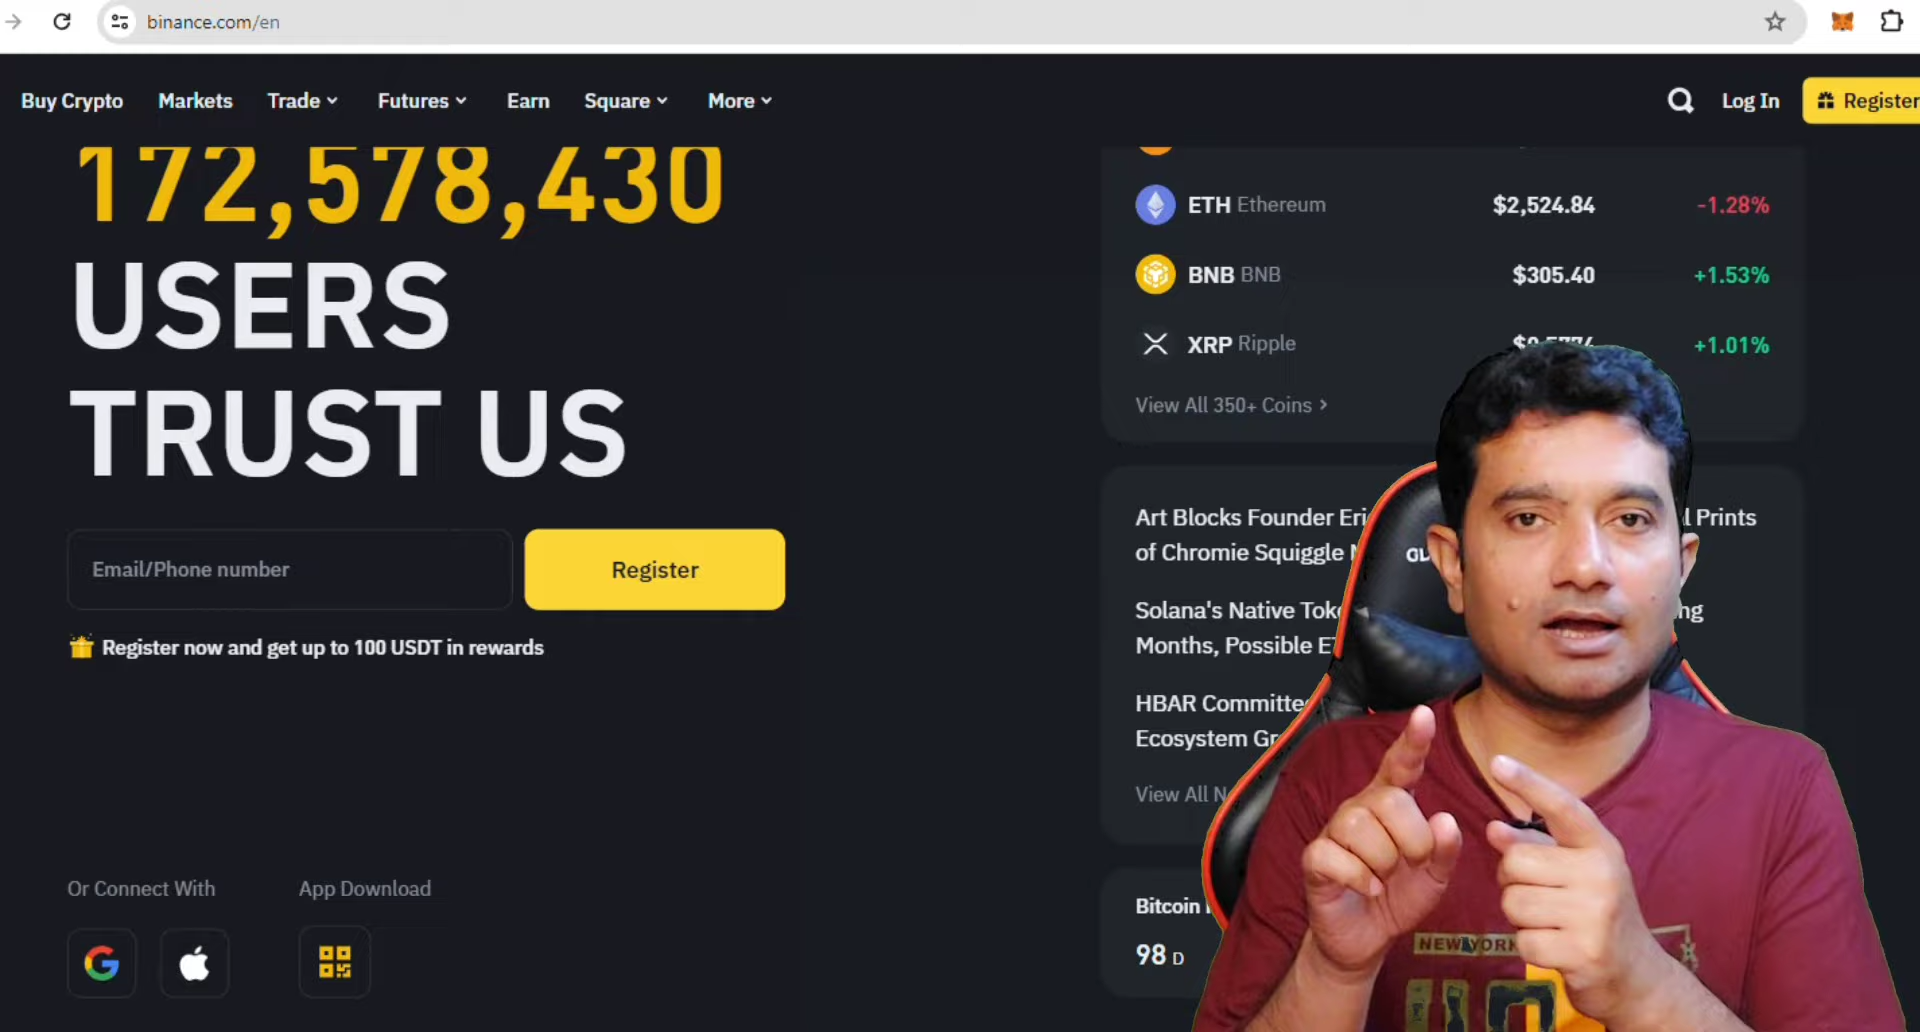 binance.com/en
Buy Crypto Markets Trade Futures Earn Square More Log In Register
172,578,430
USERS
TRUST US
Email/Phone number Register
Register now and get up to 100 USDT in rewards
Or Connect With App Download
ETH Ethereum $2,524.84 -1.28%
BNB BNB $305.40 +1.53%
XRP Ripple +1.01%
View All 350+ Coins
Art Blocks Founder Prints
of Chromie Squiggle
Solana's Native
Months, Possible
HBAR
Ecosystem
View All
Bitcoin
98 D
NEW YORK